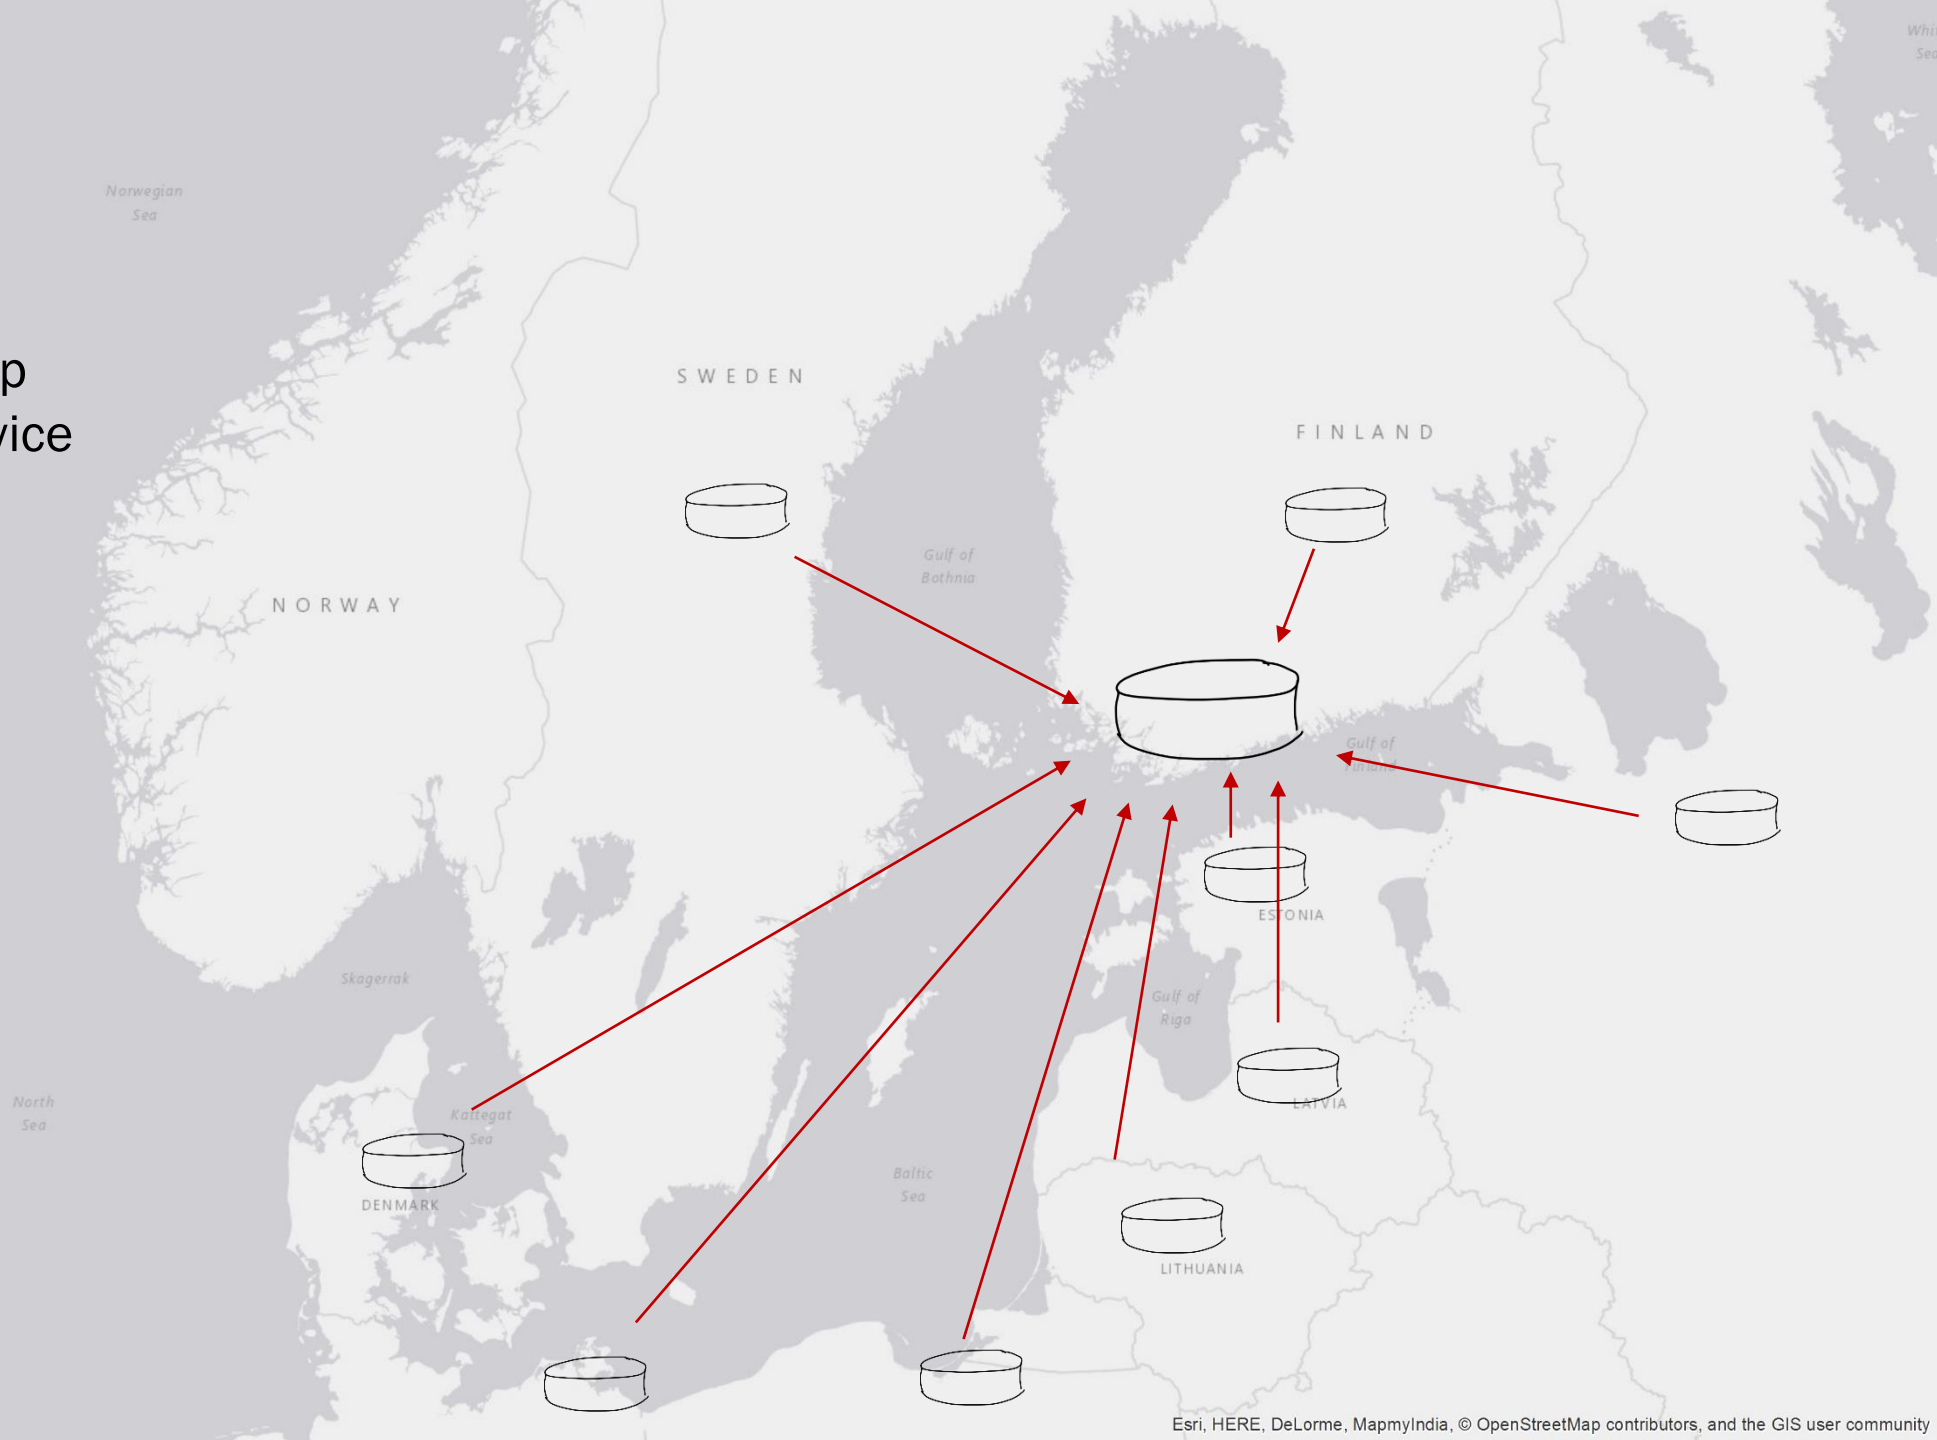 Norwegian
Sea
p
vice
SWEDEN
FINLAND
Gulf of
Bothnia
NORWAY
Gulf of
Finland
ESTONIA
Skagerrak
Gulf of
Riga
North
Sea
Kattegat
Sea
LATVIA
Baltic
Sea
DENMARK
LITHUANIA
Esri, HERE, DeLorme, MapmyIndia, © OpenStreetMap contributors, and the GIS user community